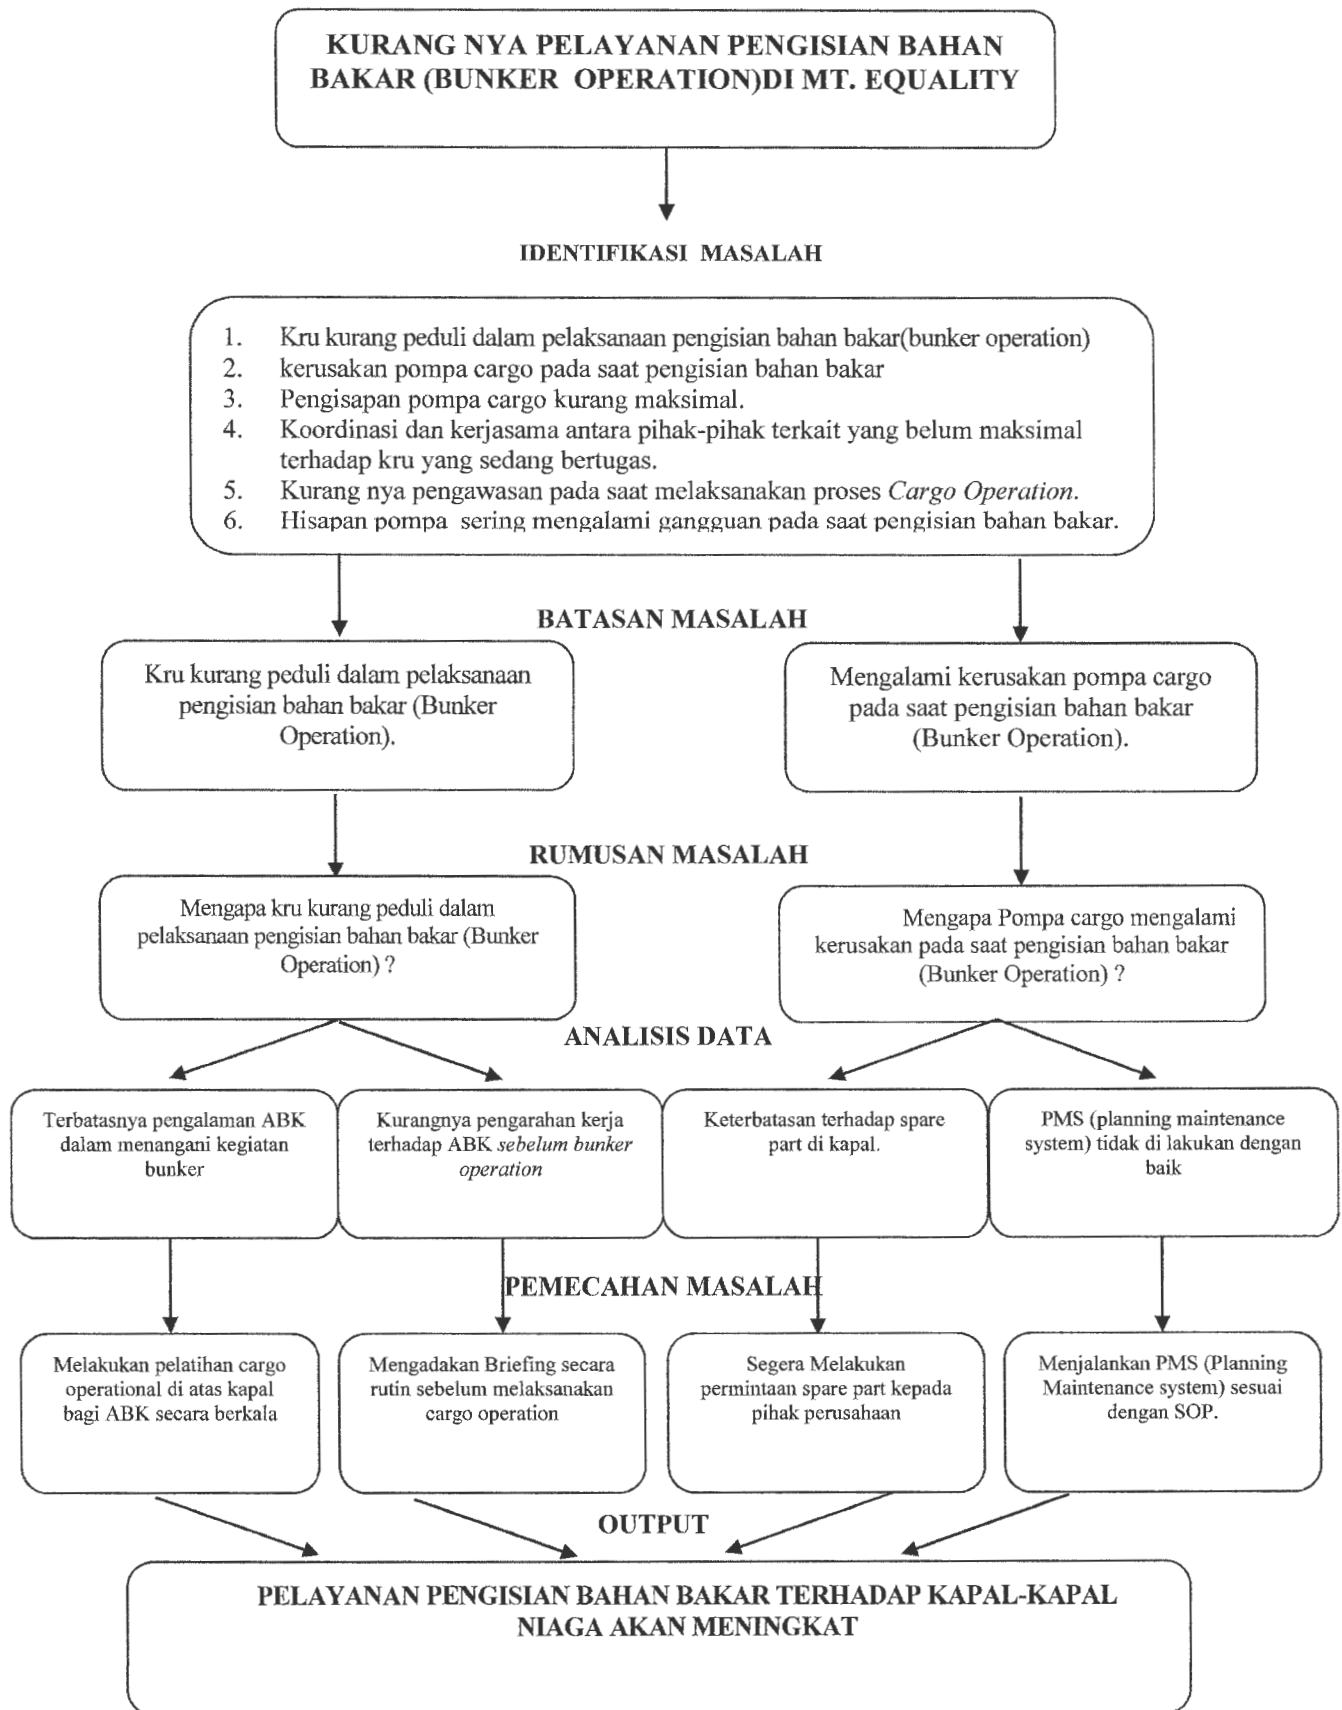 KURANG NYA PELAYANAN PENGISIAN BAHAN
BAKAR (BUNKER OPERATION)DI MT. EQUALITY
IDENTIFIKASI MASALAH
1. Kru kurang peduli dalam pelaksanaan pengisian bahan bakar(bunker operation)
2. kerusakan pompa cargo pada saat pengisian bahan bakar
3. Pengisapan pompa cargo kurang maksimal.
4. Koordinasi dan kerjasama antara pihak-pihak terkait yang belum maksimal
terhadap kru yang sedang bertugas.
5. Kurang nya pengawasan pada saat melaksanakan proses Cargo Operation.
6. Hisapan pompa sering mengalami gangguan pada saat pengisian bahan bakar.
BATASAN MASALAH
Kru kurang peduli dalam pelaksanaan
pengisian bahan bakar (Bunker
Operation).
Mengalami kerusakan pompa cargo
pada saat pengisian bahan bakar
(Bunker Operation).
RUMUSAN MASALAH
Mengapa kru kurang peduli dalam
pelaksanaan pengisian bahan bakar (Bunker
Operation) ?
Mengapa Pompa cargo mengalami
kerusakan pada saat pengisian bahan bakar
(Bunker Operation) ?
ANALISIS DATA
Terbatasnya pengalaman ABK
dalam menangani kegiatan
bunker
Kurangnya pengarahan kerja
terhadap ABK sebelum bunker
operation
Keterbatasan terhadap spare
part di kapal.
PMS (planning maintenance
system) tidak di lakukan dengan
baik
PEMECAHAN MASALAH
Melakukan pelatihan cargo
operational di atas kapal
bagi ABK secara berkala
Mengadakan Briefing secara
rutin sebelum melaksanakan
cargo operation
Segera Melakukan
permintaan spare part kepada
pihak perusahaan
Menjalankan PMS (Planning
Maintenance system) sesuai
dengan SOP.
OUTPUT
PELAYANAN PENGISIAN BAHAN BAKAR TERHADAP KAPAL-KAPAL
NIAGA AKAN MENINGKAT